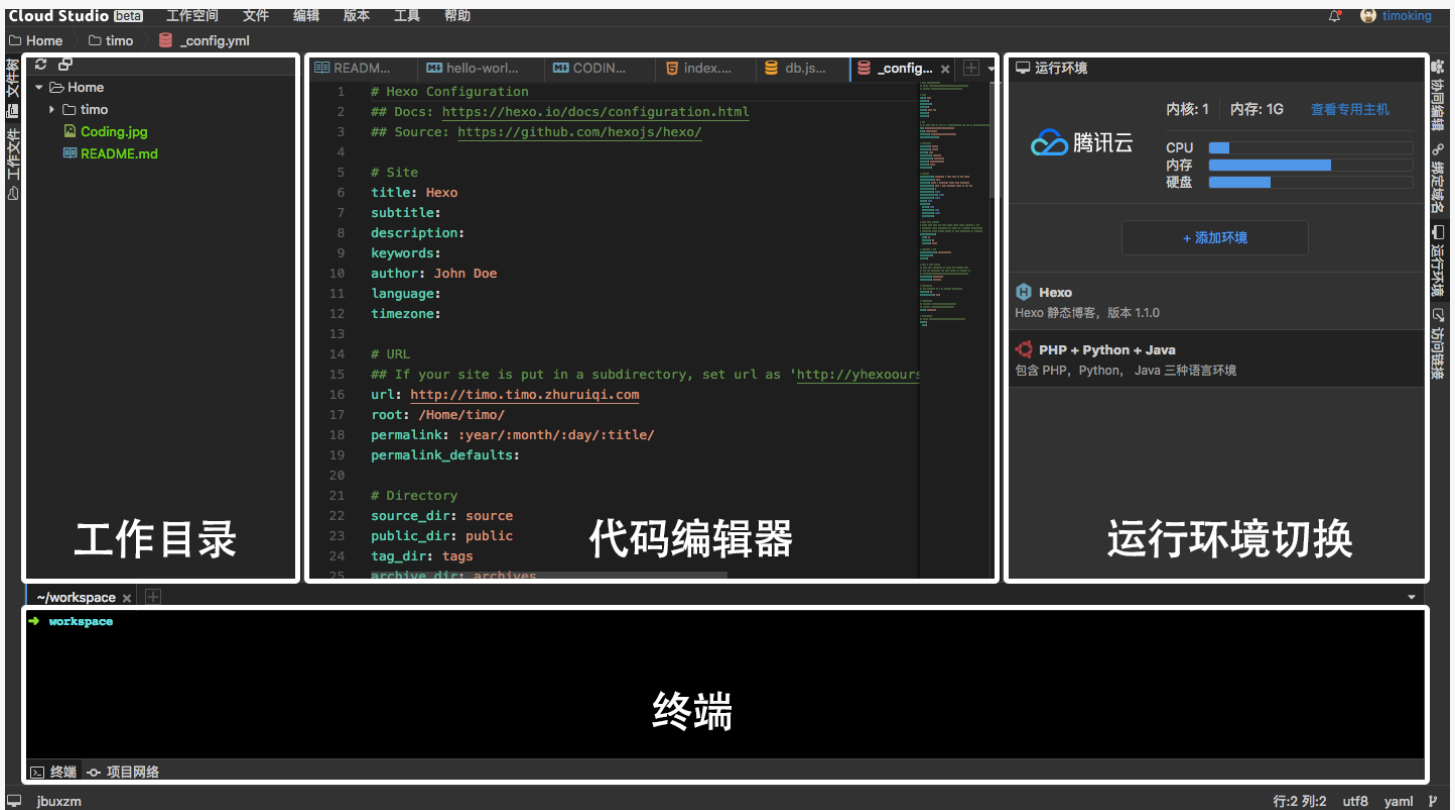 Cloud Studio beta 工作空间 文件 编辑 版本 工具 帮助 timoking
Home timo _config.yml
文件树
工作文件
Home
timo
Coding.jpg
README.md
工作目录
READM... hello-worl... CODIN... index.... db.js... _config...
1 # Hexo Configuration
2 ## Docs: https://hexo.io/docs/configuration.html
3 ## Source: https://github.com/hexojs/hexo/
4
5 # Site
6 title: Hexo
7 subtitle:
8 description:
9 keywords:
10 author: John Doe
11 language:
12 timezone:
13
14 # URL
15 ## If your site is put in a subdirectory, set url as 'http://yhexoours
16 url: http://timo.timo.zhuruiqi.com
17 root: /Home/timo/
18 permalink: :year/:month/:day/:title/
19 permalink_defaults:
20
21 # Directory
22 source_dir: source
23 public_dir: public
24 tag_dir: tags
25 archive_dir: archives
代码编辑器
运行环境
腾讯云
内核: 1 内存: 1G 查看专用主机
CPU
内存
硬盘
+ 添加环境
Hexo
Hexo 静态博客，版本 1.1.0
PHP + Python + Java
包含 PHP，Python， Java 三种语言环境
运行环境切换
协同编辑
绑定域名
运行环境
访问链接
~/workspace
workspace
终端
终端 项目网络
jbuxzm 行:2 列:2 utf8 yaml